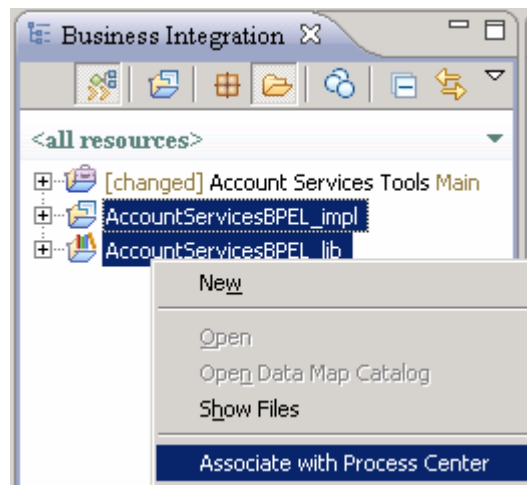 Business Integration
<all resources>
[changed] Account Services Tools Main
AccountServicesBPEL_impl
AccountServicesBPEL_lib
New
Open
Open Data Map Catalog
Show Files
Associate with Process Center